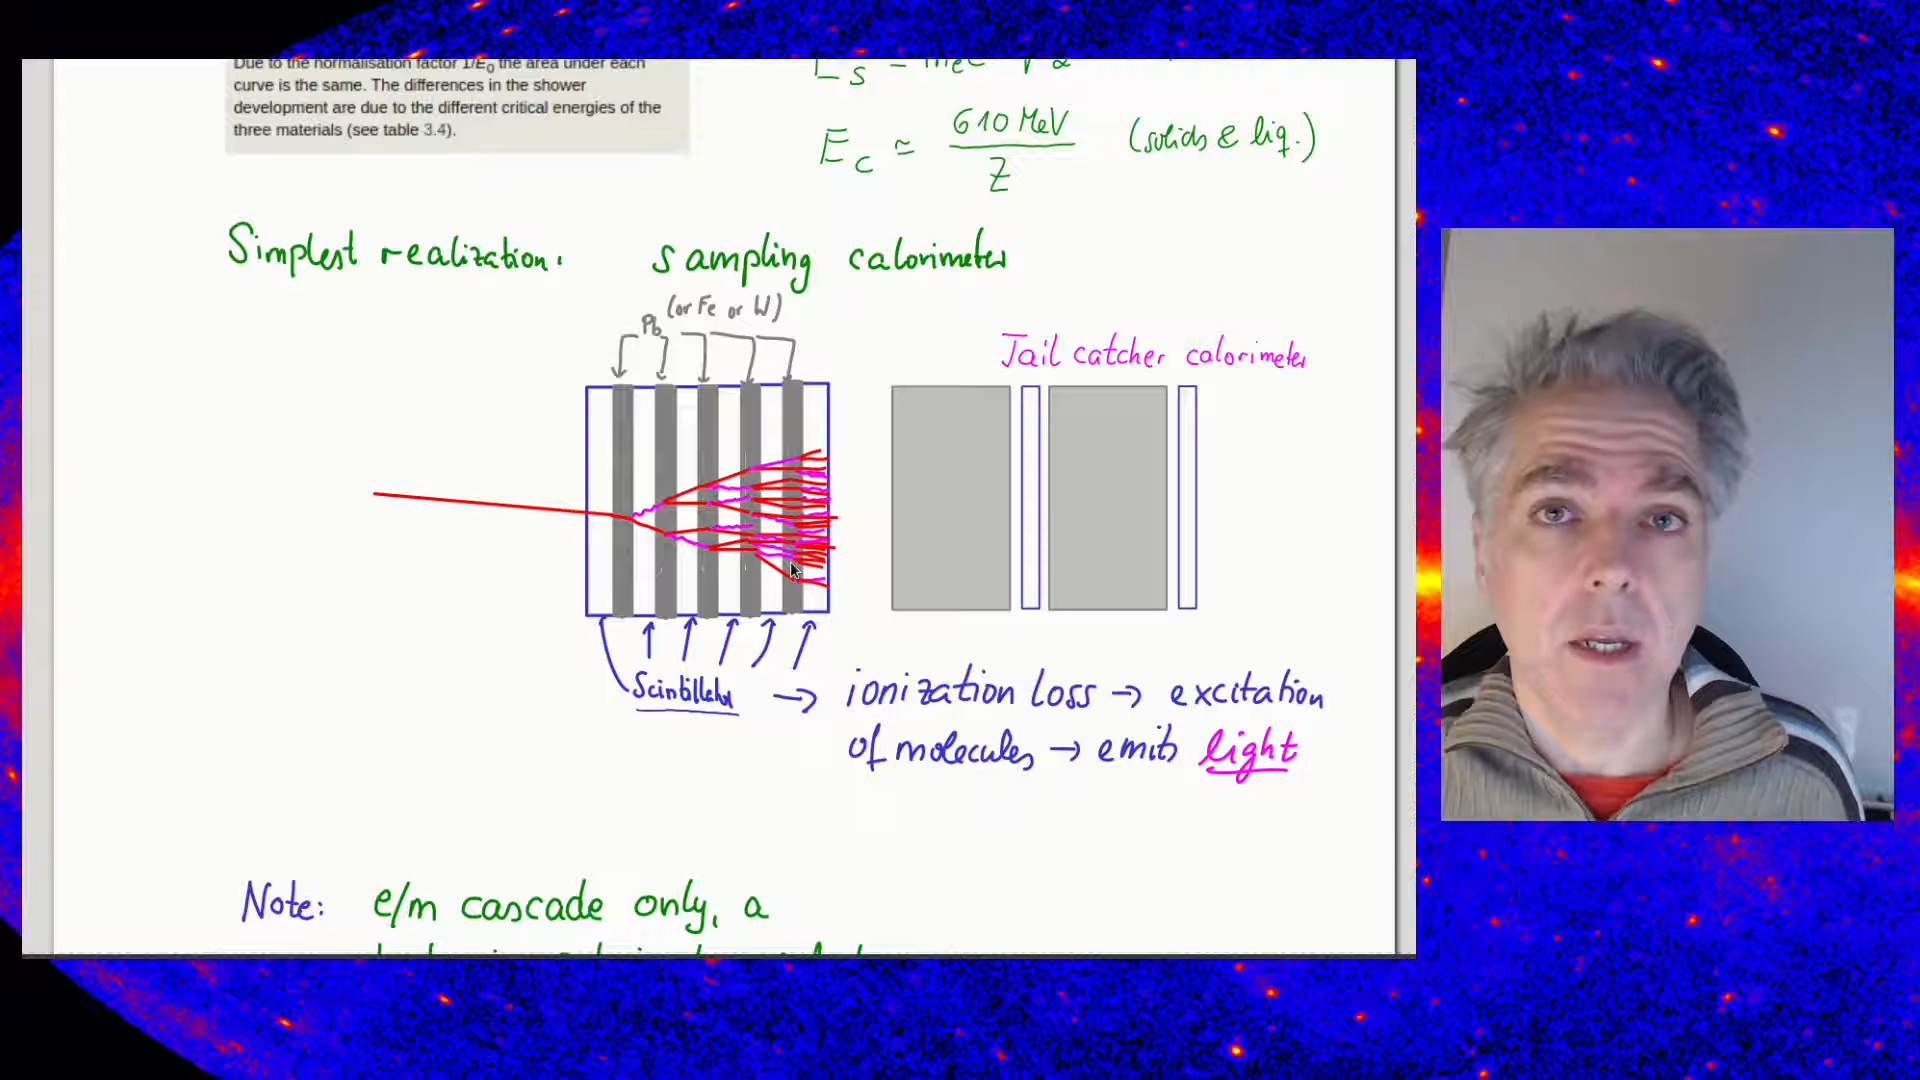 Due to the normalisation factor 1/E₀ the area under each
curve is the same. The differences in the shower
development are due to the different critical energies of the
three materials (see table 3.4).
E_c ≃ 610 MeV / Z (solids & liq.)
Simplest realization: sampling calorimeter
Pb (or Fe or W)
Tail catcher calorimeter
Scintillator → ionization loss → excitation
of molecules → emits light
Note: e/m cascade only, a